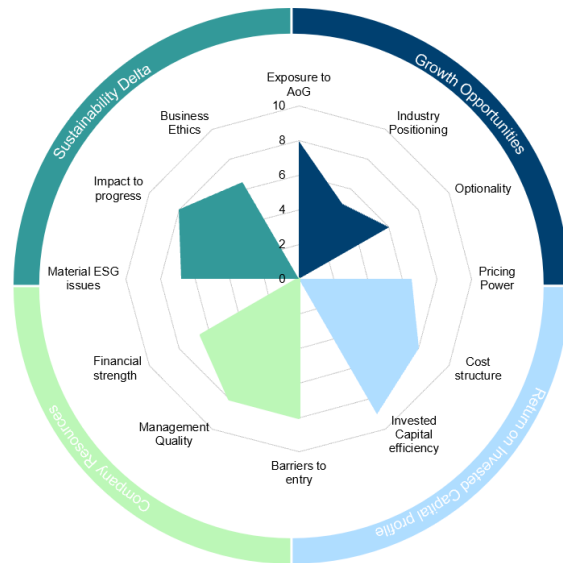 Sustainability Delta
Growth Opportunities
Exposure to
AoG
Business
Ethics
Industry
Positioning
Impact to
progress
Optionality
Material ESG
issues
Pricing
Power
Financial
strength
Cost
structure
Management
Quality
Invested
Capital
efficiency
Barriers to
entry
10
8
6
4
2
0
Company Resources
Return on Invested Capital profile